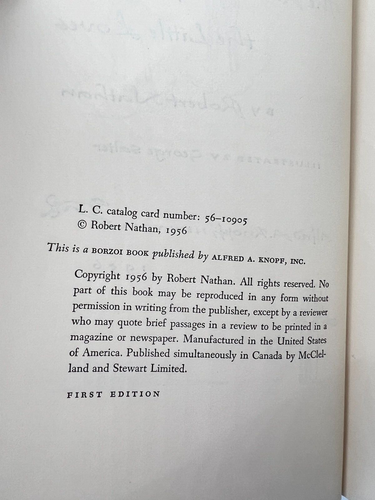 L. C. catalog card number: 56-10905
© Robert Nathan, 1956
This is a BORZOI BOOK published by ALFRED A. KNOPF, INC.
Copyright 1956 by Robert Nathan. All rights reserved. No
part of this book may be reproduced in any form without
permission in writing from the publisher, except by a reviewer
who may quote brief passages in a review to be printed in a
magazine or newspaper. Manufactured in the United States
of America. Published simultaneously in Canada by McClel-
land and Stewart Limited.
FIRST EDITION